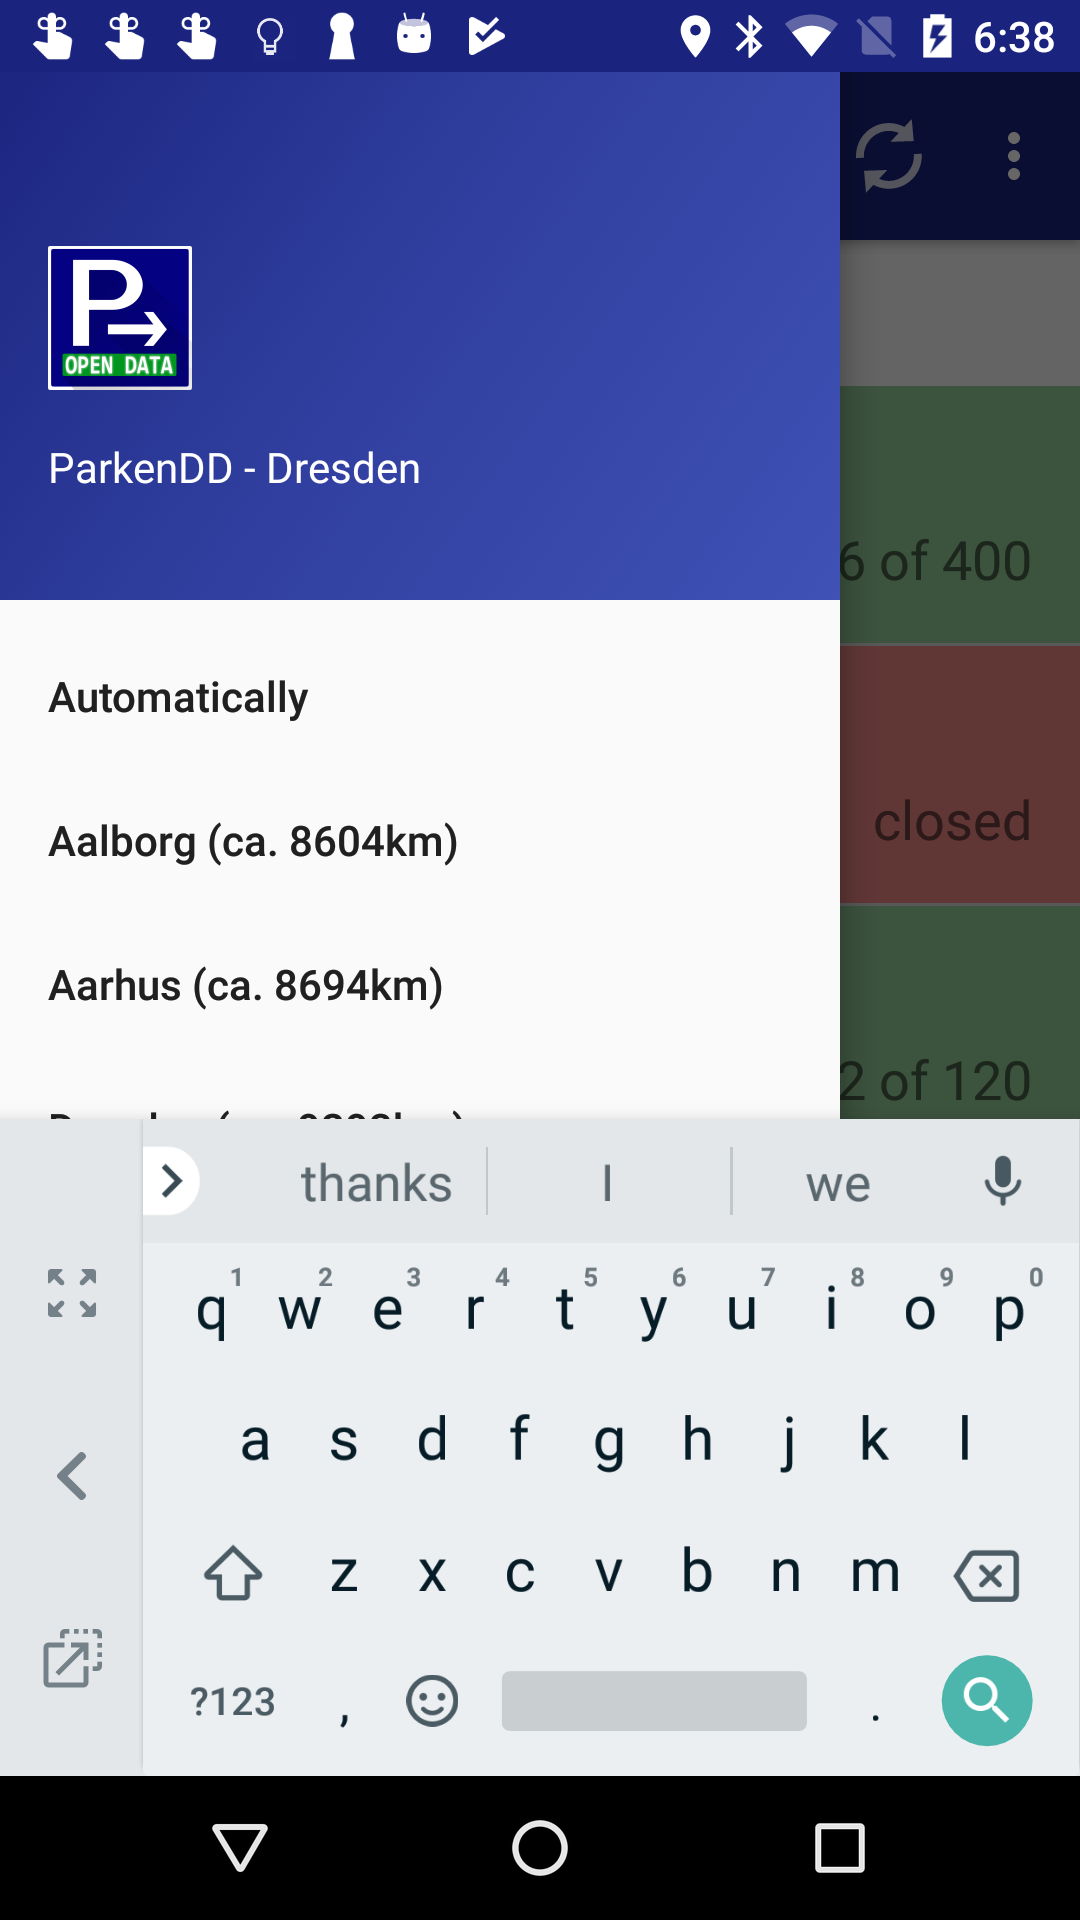 6:38
P
OPEN DATA
ParkenDD - Dresden
6 of 400
Automatically
closed
Aalborg (ca. 8604km)
Aarhus (ca. 8694km)
2 of 120
thanks I we
q 1 w 2 e 3 r 4 t 5 y 6 u 7 i 8 o 9 p 0
a s d f g h j k l
z x c v b n m
?123 , .